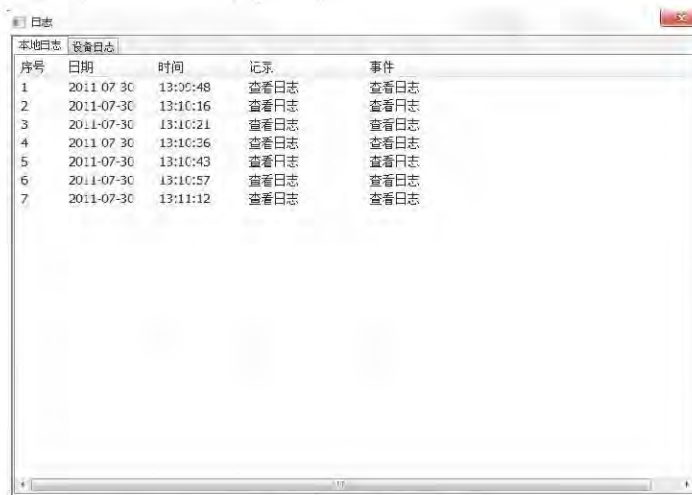 日志
本地日志 设备日志
序号 日期 时间 记录 事件
1 2011-07-30 13:09:48 查看日志 查看日志
2 2011-07-30 13:10:16 查看日志 查看日志
3 2011-07-30 13:10:21 查看日志 查看日志
4 2011-07-30 13:10:36 查看日志 查看日志
5 2011-07-30 13:10:43 查看日志 查看日志
6 2011-07-30 13:10:57 查看日志 查看日志
7 2011-07-30 13:11:12 查看日志 查看日志